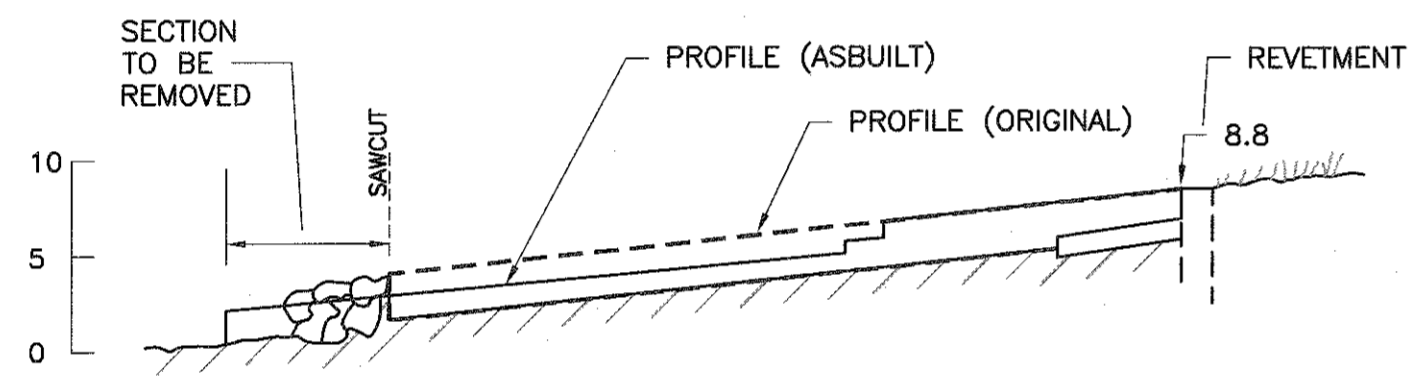 SECTION
TO BE
REMOVED
SAWCUT
PROFILE (ASBUILT)
PROFILE (ORIGINAL)
REVETMENT
8.8
10
5
0